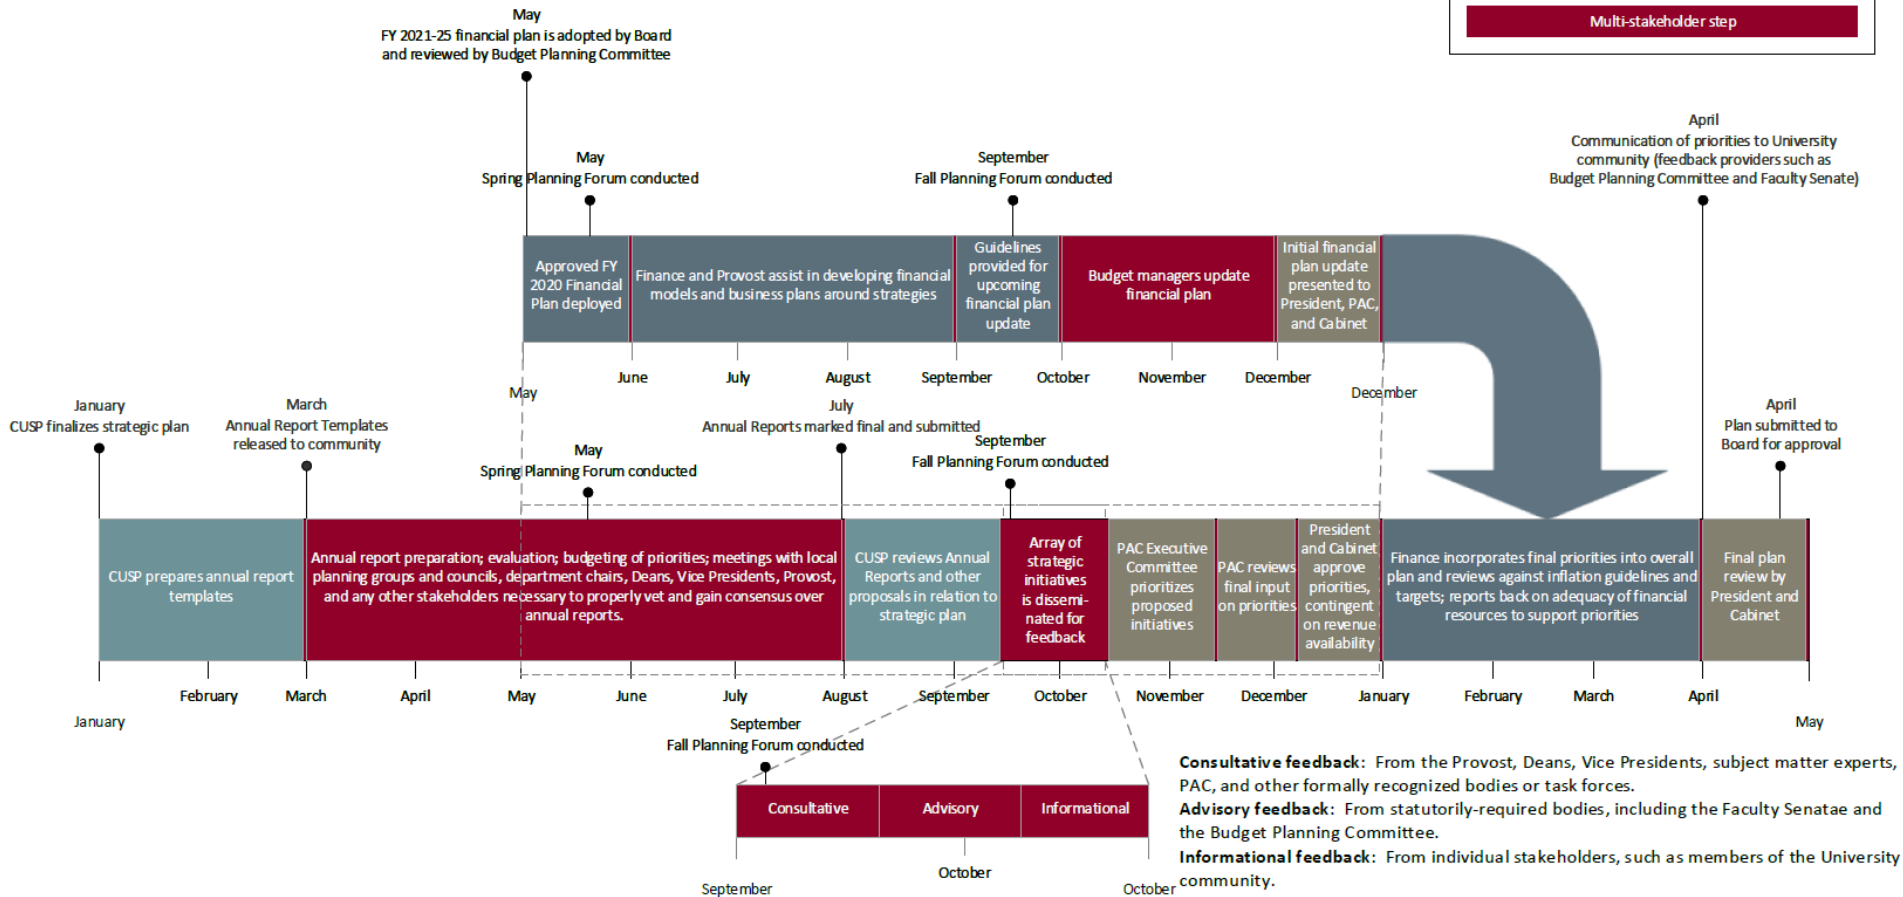 Multi-stakeholder step
May
FY 2021-25 financial plan is adopted by Board
and reviewed by Budget Planning Committee
May
Spring Planning Forum conducted
September
Fall Planning Forum conducted
April
Communication of priorities to University
community (feedback providers such as
Budget Planning Committee and Faculty Senate)
Approved FY
2020 Financial
Plan deployed
Finance and Provost assist in developing financial
models and business plans around strategies
Guidelines
provided for
upcoming
financial plan
update
Budget managers update
financial plan
Initial financial
plan update
presented to
President, PAC,
and Cabinet
May
June
July
August
September
October
November
December
December
January
CUSP finalizes strategic plan
March
Annual Report Templates
released to community
May
Spring Planning Forum conducted
July
Annual Reports marked final and submitted
September
Fall Planning Forum conducted
April
Plan submitted to
Board for approval
CUSP prepares annual report
templates
Annual report preparation; evaluation; budgeting of priorities; meetings with local
planning groups and councils, department chairs, Deans, Vice Presidents, Provost,
and any other stakeholders necessary to properly vet and gain consensus over
annual reports.
CUSP reviews Annual
Reports and other
proposals in relation to
strategic plan
Array of
strategic
initiatives
is dissemi-
nated for
feedback
PAC Executive
Committee
prioritizes
proposed
initiatives
PAC reviews
final input
on priorities
President
and Cabinet
approve
priorities,
contingent
on revenue
availability
Finance incorporates final priorities into overall
plan and reviews against inflation guidelines and
targets; reports back on adequacy of financial
resources to support priorities
Final plan
review by
President and
Cabinet
January
February
March
April
May
June
July
August
September
October
November
December
January
February
March
April
May
September
Fall Planning Forum conducted
Consultative
Advisory
Informational
September
October
October
Consultative feedback: From the Provost, Deans, Vice Presidents, subject matter experts,
PAC, and other formally recognized bodies or task forces.
Advisory feedback: From statutorily-required bodies, including the Faculty Senatae and
the Budget Planning Committee.
Informational feedback: From individual stakeholders, such as members of the University
community.